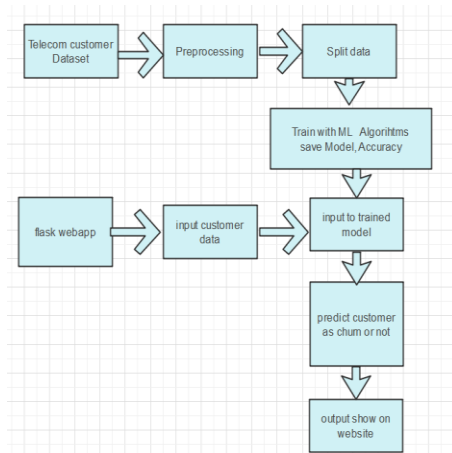 Telecom customer
Dataset
Preprocessing
Split data
Train with ML Algorihtms
save Model, Accuracy
flask webapp
input customer
data
input to trained
model
predict customer
as churn or not
output show on
website